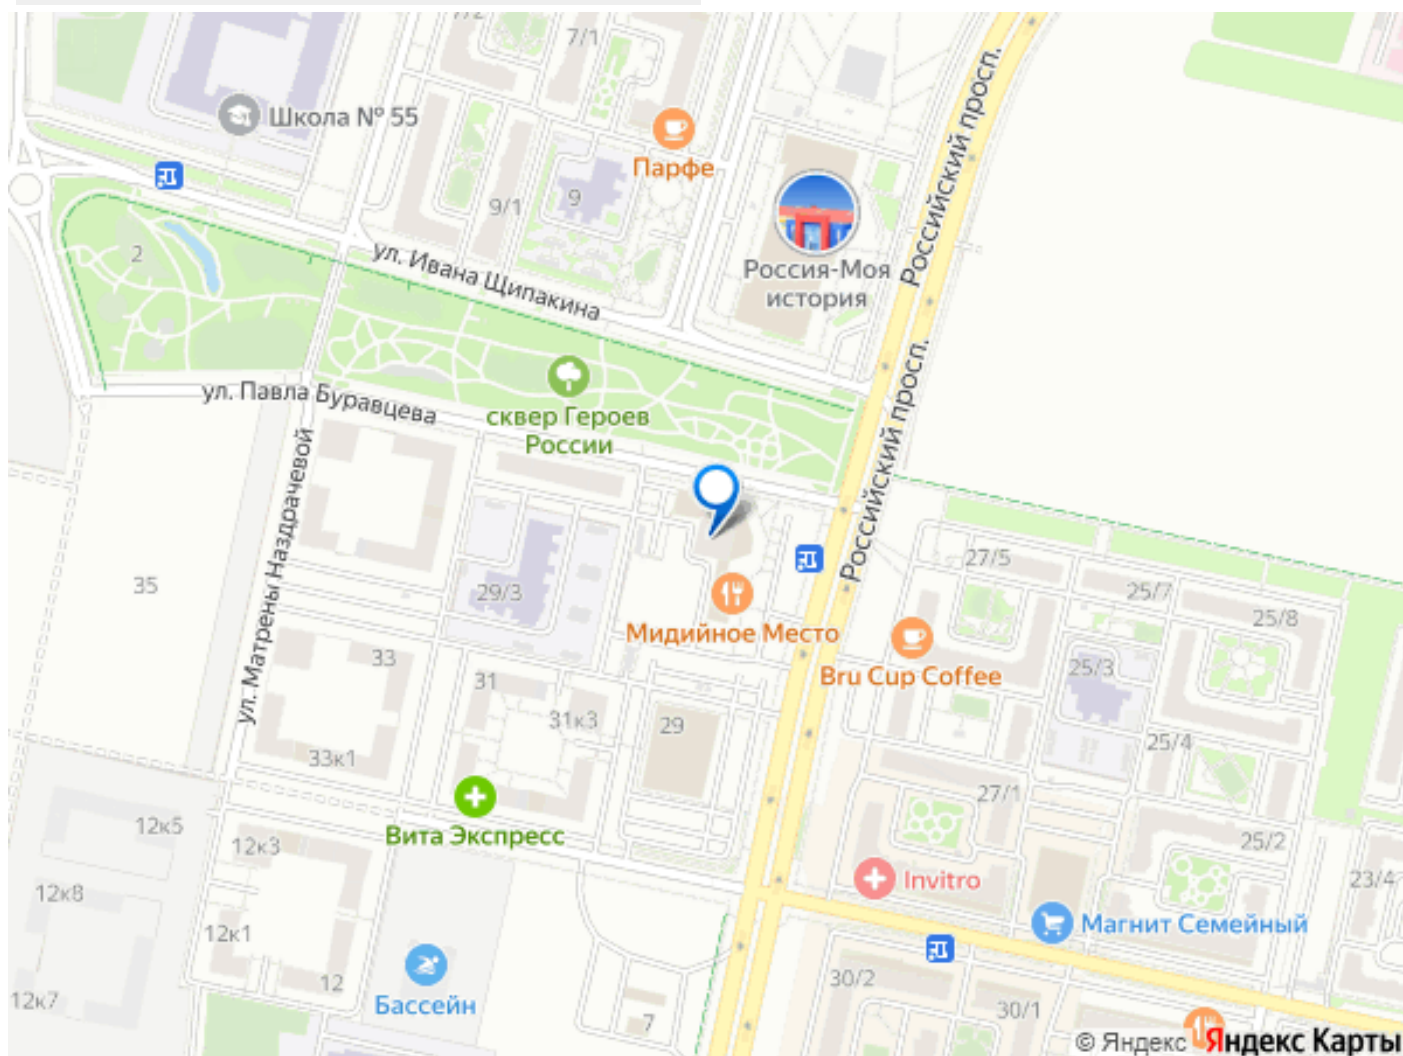 7/2
7/1
Школа № 55
Парфе
Российский просп.
9
9/1
2
ул. Ивана Щипакина
Россия-Моя
история
Российский просп.
ул. Павла Буравцева
сквер Героев
России
ул. Матрены Наздрачевой
35
29/3
27/5
25/7
25/8
Мидийное Место
Bru Cup Coffee
25/3
33
31
31к3
29
25/4
33к1
27/1
Вита Экспресс
12к5
12к3
25/2
Invitro
23/4
12к8
12к1
Магнит Семейный
12
30/2
Бассейн
12к7
7
30/1
© Яндекс Яндекс Карты